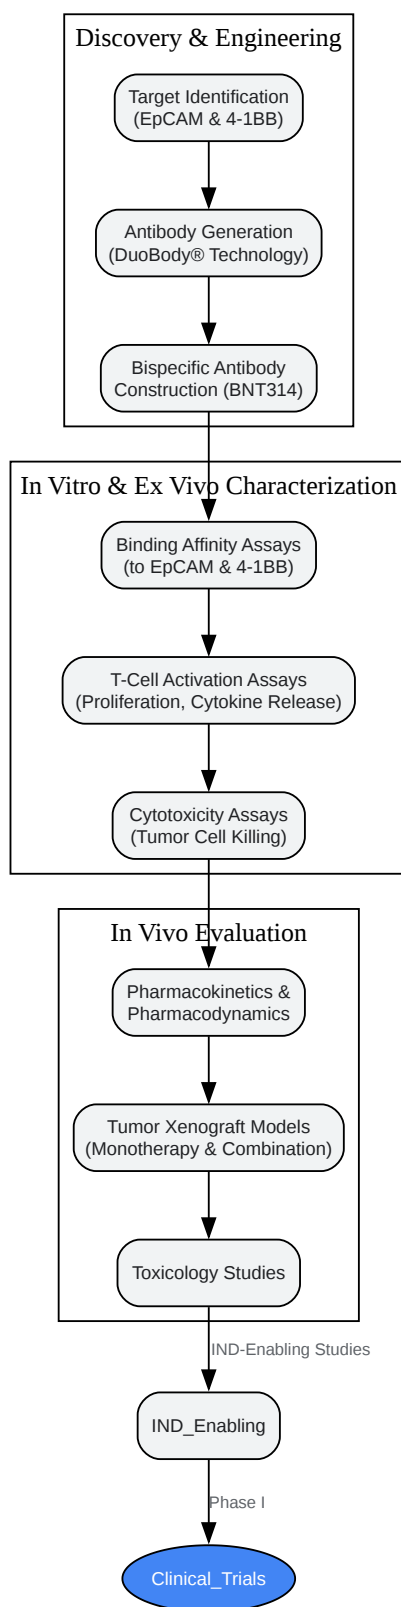 Discovery & Engineering
Target Identification
(EpCAM & 4-1BB)
Antibody Generation
(DuoBody® Technology)
Bispecific Antibody
Construction (BNT314)
In Vitro & Ex Vivo Characterization
Binding Affinity Assays
(to EpCAM & 4-1BB)
T-Cell Activation Assays
(Proliferation, Cytokine Release)
Cytotoxicity Assays
(Tumor Cell Killing)
In Vivo Evaluation
Pharmacokinetics &
Pharmacodynamics
Tumor Xenograft Models
(Monotherapy & Combination)
Toxicology Studies
IND-Enabling Studies
IND_Enabling
Phase I
Clinical_Trials